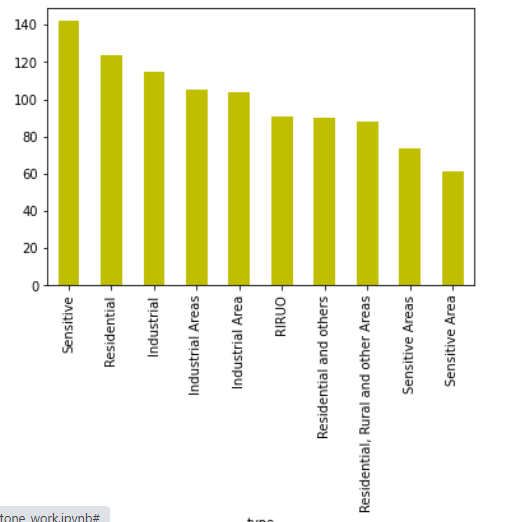 140
120
100
80
60
40
20
0
Sensitive
Residential
Industrial
Industrial Areas
Industrial Area
RIRUO
Residential and others
Residential, Rural and other Areas
Sensitive Areas
Sensitive Area
type
tone_work.ipynb#